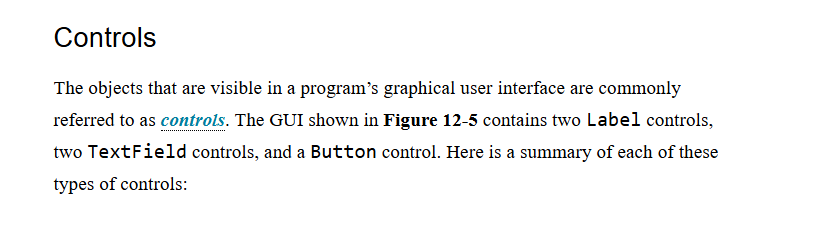 Controls
The objects that are visible in a program’s graphical user interface are commonly
referred to as controls. The GUI shown in Figure 12-5 contains two Label controls,
two TextField controls, and a Button control. Here is a summary of each of these
types of controls: